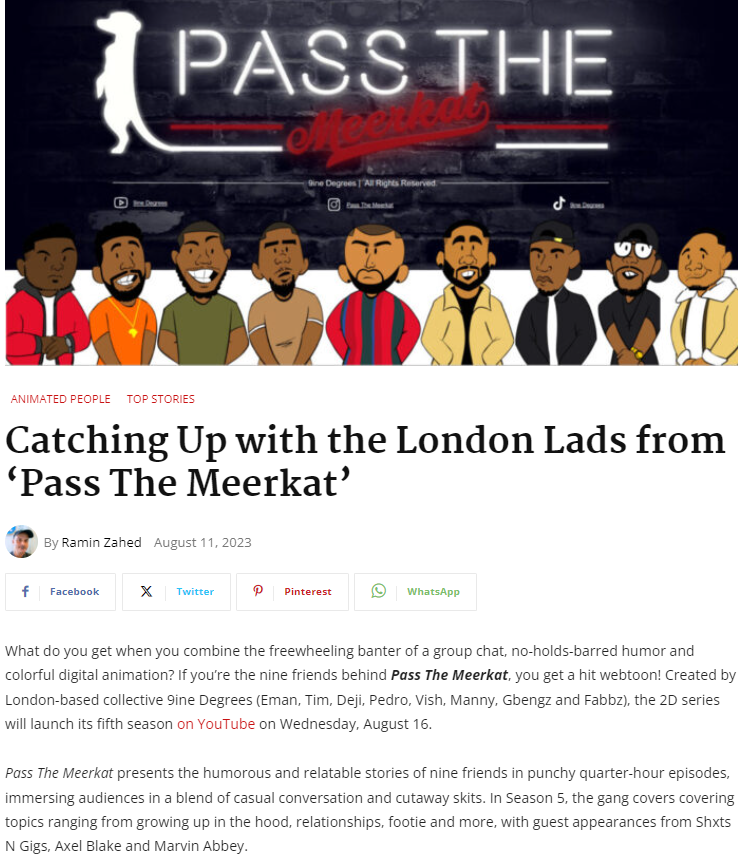 PASS THE
Meerkat
9ine Degrees | All Rights Reserved
9ine Degrees
Pass The Meerkat
9ine Degrees
ANIMATED PEOPLE TOP STORIES
Catching Up with the London Lads from
‘Pass The Meerkat’
By Ramin Zahed August 11, 2023
Facebook Twitter Pinterest WhatsApp
What do you get when you combine the freewheeling banter of a group chat, no-holds-barred humor and
colorful digital animation? If you’re the nine friends behind Pass The Meerkat, you get a hit webtoon! Created by
London-based collective 9ine Degrees (Eman, Tim, Deji, Pedro, Vish, Manny, Gbengz and Fabbz), the 2D series
will launch its fifth season on YouTube on Wednesday, August 16.
Pass The Meerkat presents the humorous and relatable stories of nine friends in punchy quarter-hour episodes,
immersing audiences in a blend of casual conversation and cutaway skits. In Season 5, the gang covers covering
topics ranging from growing up in the hood, relationships, footie and more, with guest appearances from Shxts
N Gigs, Axel Blake and Marvin Abbey.